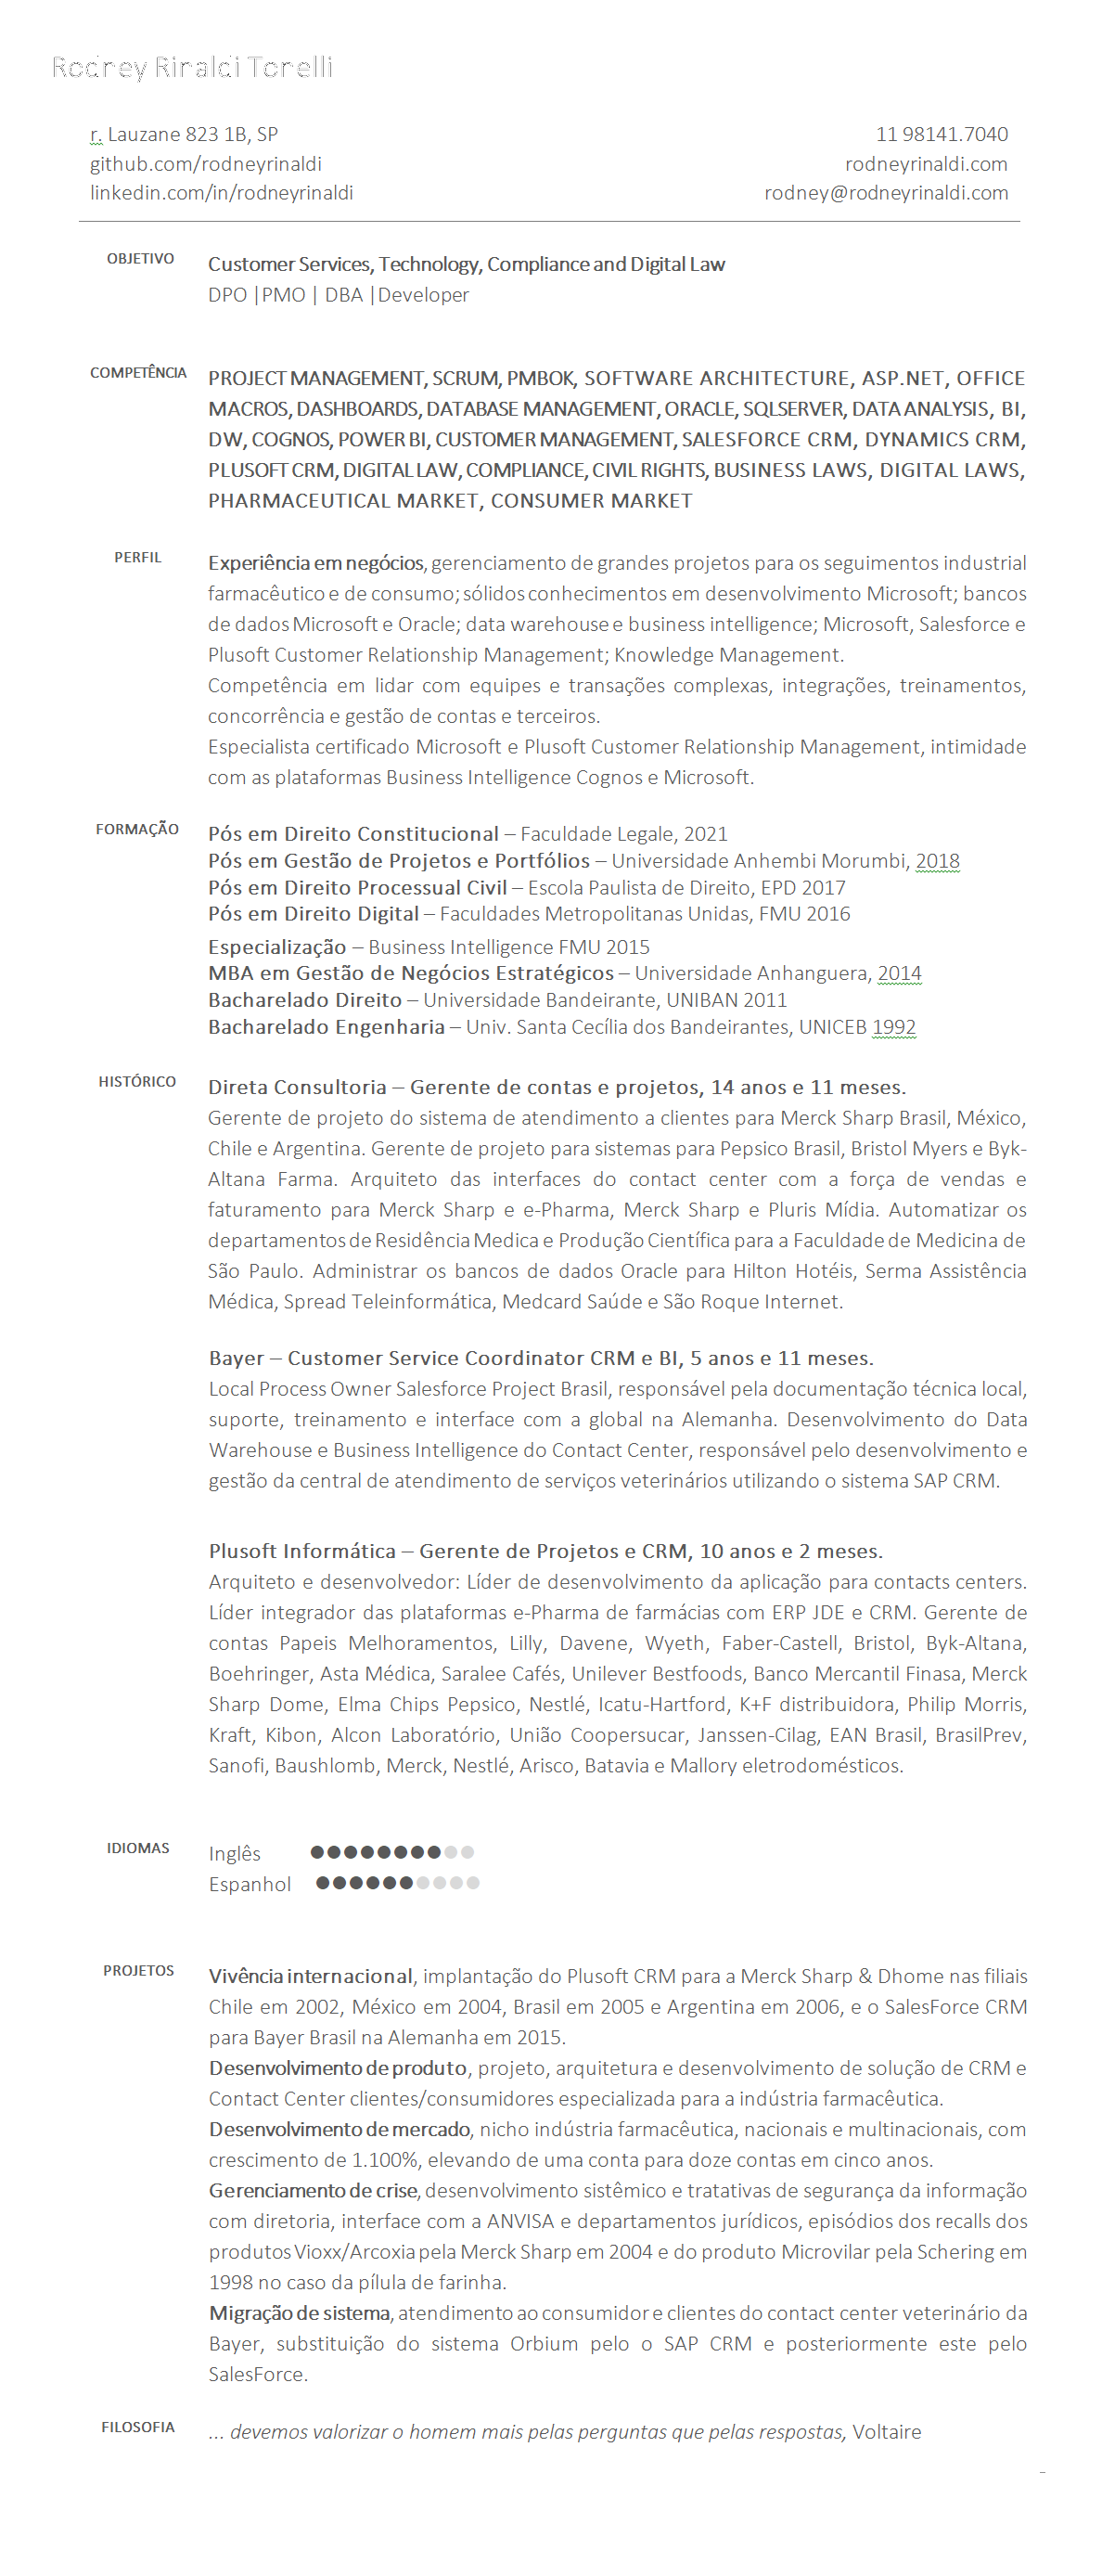 Rodney Rinaldi Torelli
r. Lauzane 823 1B, SP
11 98141.7040
github.com/rodneyrinaldi
rodneyrinaldi.com
linkedin.com/in/rodneyrinaldi
rodney@rodneyrinaldi.com
OBJETIVO
Customer Services, Technology, Compliance and Digital Law
DPO | PMO | DBA | Developer
COMPETÊNCIA
PROJECT MANAGEMENT, SCRUM, PMBOK, SOFTWARE ARCHITECTURE, ASP.NET, OFFICE
MACROS, DASHBOARDS, DATABASE MANAGEMENT, ORACLE, SQLSERVER, DATA ANALYSIS, BI,
DW, COGNOS, POWER BI, CUSTOMER MANAGEMENT, SALESFORCE CRM, DYNAMICS CRM,
PLUSOFT CRM, DIGITAL LAW, COMPLIANCE, CIVIL RIGHTS, BUSINESS LAWS, DIGITAL LAWS,
PHARMACEUTICAL MARKET, CONSUMER MARKET
PERFIL
Experiência em negócios, gerenciamento de grandes projetos para os seguimentos industrial
farmacêutico e de consumo; sólidos conhecimentos em desenvolvimento Microsoft; bancos
de dados Microsoft e Oracle; data warehouse e business intelligence; Microsoft, Salesforce e
Plusoft Customer Relationship Management; Knowledge Management.
Competência em lidar com equipes e transações complexas, integrações, treinamentos,
concorrência e gestão de contas e terceiros.
Especialista certificado Microsoft e Plusoft Customer Relationship Management, intimidade
com as plataformas Business Intelligence Cognos e Microsoft.
FORMAÇÃO
Pós em Direito Constitucional – Faculdade Legale, 2021
Pós em Gestão de Projetos e Portfólios – Universidade Anhembi Morumbi, 2018
Pós em Direito Processual Civil – Escola Paulista de Direito, EPD 2017
Pós em Direito Digital – Faculdades Metropolitanas Unidas, FMU 2016
Especialização – Business Intelligence FMU 2015
MBA em Gestão de Negócios Estratégicos – Universidade Anhanguera, 2014
Bacharelado Direito – Universidade Bandeirante, UNIBAN 2011
Bacharelado Engenharia – Univ. Santa Cecília dos Bandeirantes, UNICEB 1992
HISTÓRICO
Direta Consultoria – Gerente de contas e projetos, 14 anos e 11 meses.
Gerente de projeto do sistema de atendimento a clientes para Merck Sharp Brasil, México,
Chile e Argentina. Gerente de projeto para sistemas para Pepsico Brasil, Bristol Myers e Byk-
Altana Farma. Arquiteto das interfaces do contact center com a força de vendas e
faturamento para Merck Sharp e e-Pharma, Merck Sharp e Pluris Mídia. Automatizar os
departamentos de Residência Medica e Produção Científica para a Faculdade de Medicina de
São Paulo. Administrar os bancos de dados Oracle para Hilton Hotéis, Serma Assistência
Médica, Spread Teleinformática, Medcard Saúde e São Roque Internet.
Bayer – Customer Service Coordinator CRM e BI, 5 anos e 11 meses.
Local Process Owner Salesforce Project Brasil, responsável pela documentação técnica local,
suporte, treinamento e interface com a global na Alemanha. Desenvolvimento do Data
Warehouse e Business Intelligence do Contact Center, responsável pelo desenvolvimento e
gestão da central de atendimento de serviços veterinários utilizando o sistema SAP CRM.
Plusoft Informática – Gerente de Projetos e CRM, 10 anos e 2 meses.
Arquiteto e desenvolvedor: Líder de desenvolvimento da aplicação para contacts centers.
Líder integrador das plataformas e-Pharma de farmácias com ERP JDE e CRM. Gerente de
contas Papeis Melhoramentos, Lilly, Davene, Wyeth, Faber-Castell, Bristol, Byk-Altana,
Boehringer, Asta Médica, Saralee Cafés, Unilever Bestfoods, Banco Mercantil Finasa, Merck
Sharp Dome, Elma Chips Pepsico, Nestlé, Icatu-Hartford, K+F distribuidora, Philip Morris,
Kraft, Kibon, Alcon Laboratório, União Coopersucar, Janssen-Cilag, EAN Brasil, BrasilPrev,
Sanofi, Baushlomb, Merck, Nestlé, Arisco, Batavia e Mallory eletrodomésticos.
IDIOMAS
Inglês
Espanhol
PROJETOS
Vivência internacional, implantação do Plusoft CRM para a Merck Sharp & Dhome nas filiais
Chile em 2002, México em 2004, Brasil em 2005 e Argentina em 2006, e o SalesForce CRM
para Bayer Brasil na Alemanha em 2015.
Desenvolvimento de produto, projeto, arquitetura e desenvolvimento de solução de CRM e
Contact Center clientes/consumidores especializada para a indústria farmacêutica.
Desenvolvimento de mercado, nicho indústria farmacêutica, nacionais e multinacionais, com
crescimento de 1.100%, elevando de uma conta para doze contas em cinco anos.
Gerenciamento de crise, desenvolvimento sistêmico e tratativas de segurança da informação
com diretoria, interface com a ANVISA e departamentos jurídicos, episódios dos recalls dos
produtos Vioxx/Arcoxia pela Merck Sharp em 2004 e do produto Microvilar pela Schering em
1998 no caso da pílula de farinha.
Migração de sistema, atendimento ao consumidor e clientes do contact center veterinário da
Bayer, substituição do sistema Orbium pelo o SAP CRM e posteriormente este pelo
SalesForce.
FILOSOFIA
... devemos valorizar o homem mais pelas perguntas que pelas respostas, Voltaire